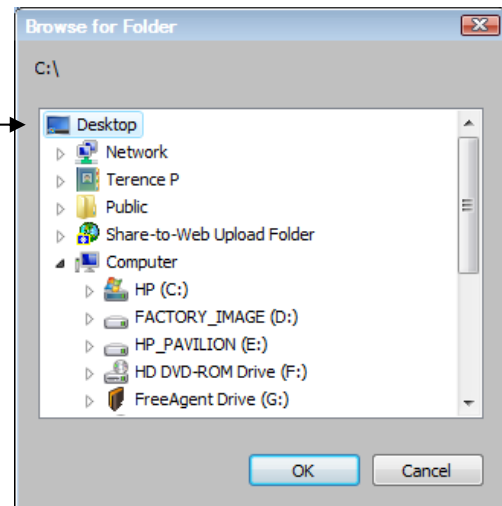 Browse for Folder
C:\
Desktop
Network
Terence P
Public
Share-to-Web Upload Folder
Computer
HP (C:)
FACTORY_IMAGE (D:)
HP_PAVILION (E:)
HD DVD-ROM Drive (F:)
FreeAgent Drive (G:)
OK Cancel